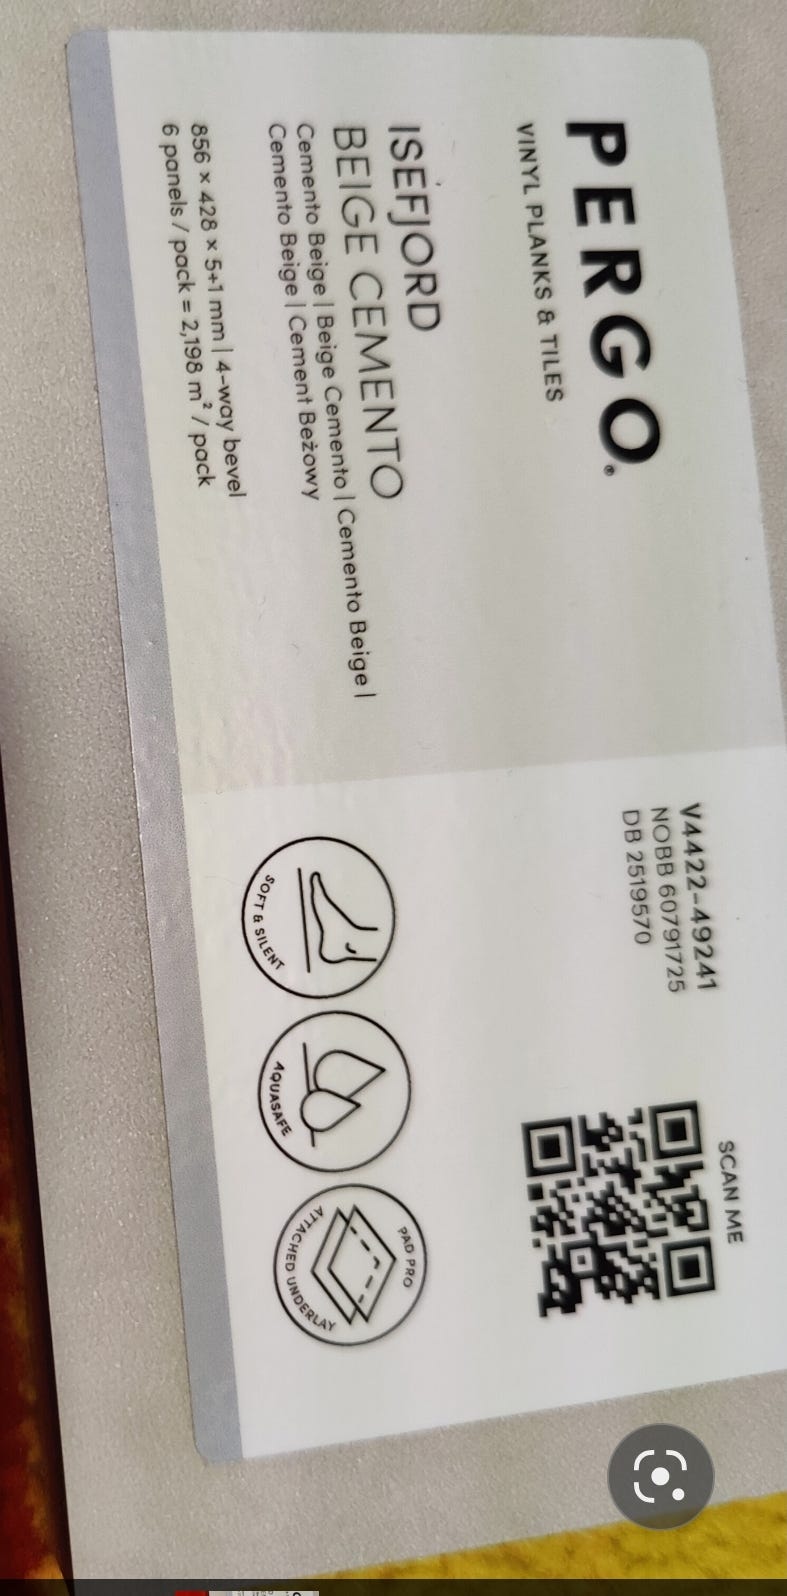 PERGO®
VINYL PLANKS & TILES
ISEFJORD
BEIGE CEMENTO
Cemento Beige | Beige Cemento | Cemento Beige |
Cemento Beige | Cement Beżowy
856 x 428 x 5+1 mm | 4-way bevel
6 panels / pack = 2,198 m² / pack
V4422-49241
NOBB 60791725
DB 2519570
SCAN ME
SOFT & SILENT
AQUASAFE
PAD PRO
ATTACHED UNDERLAY